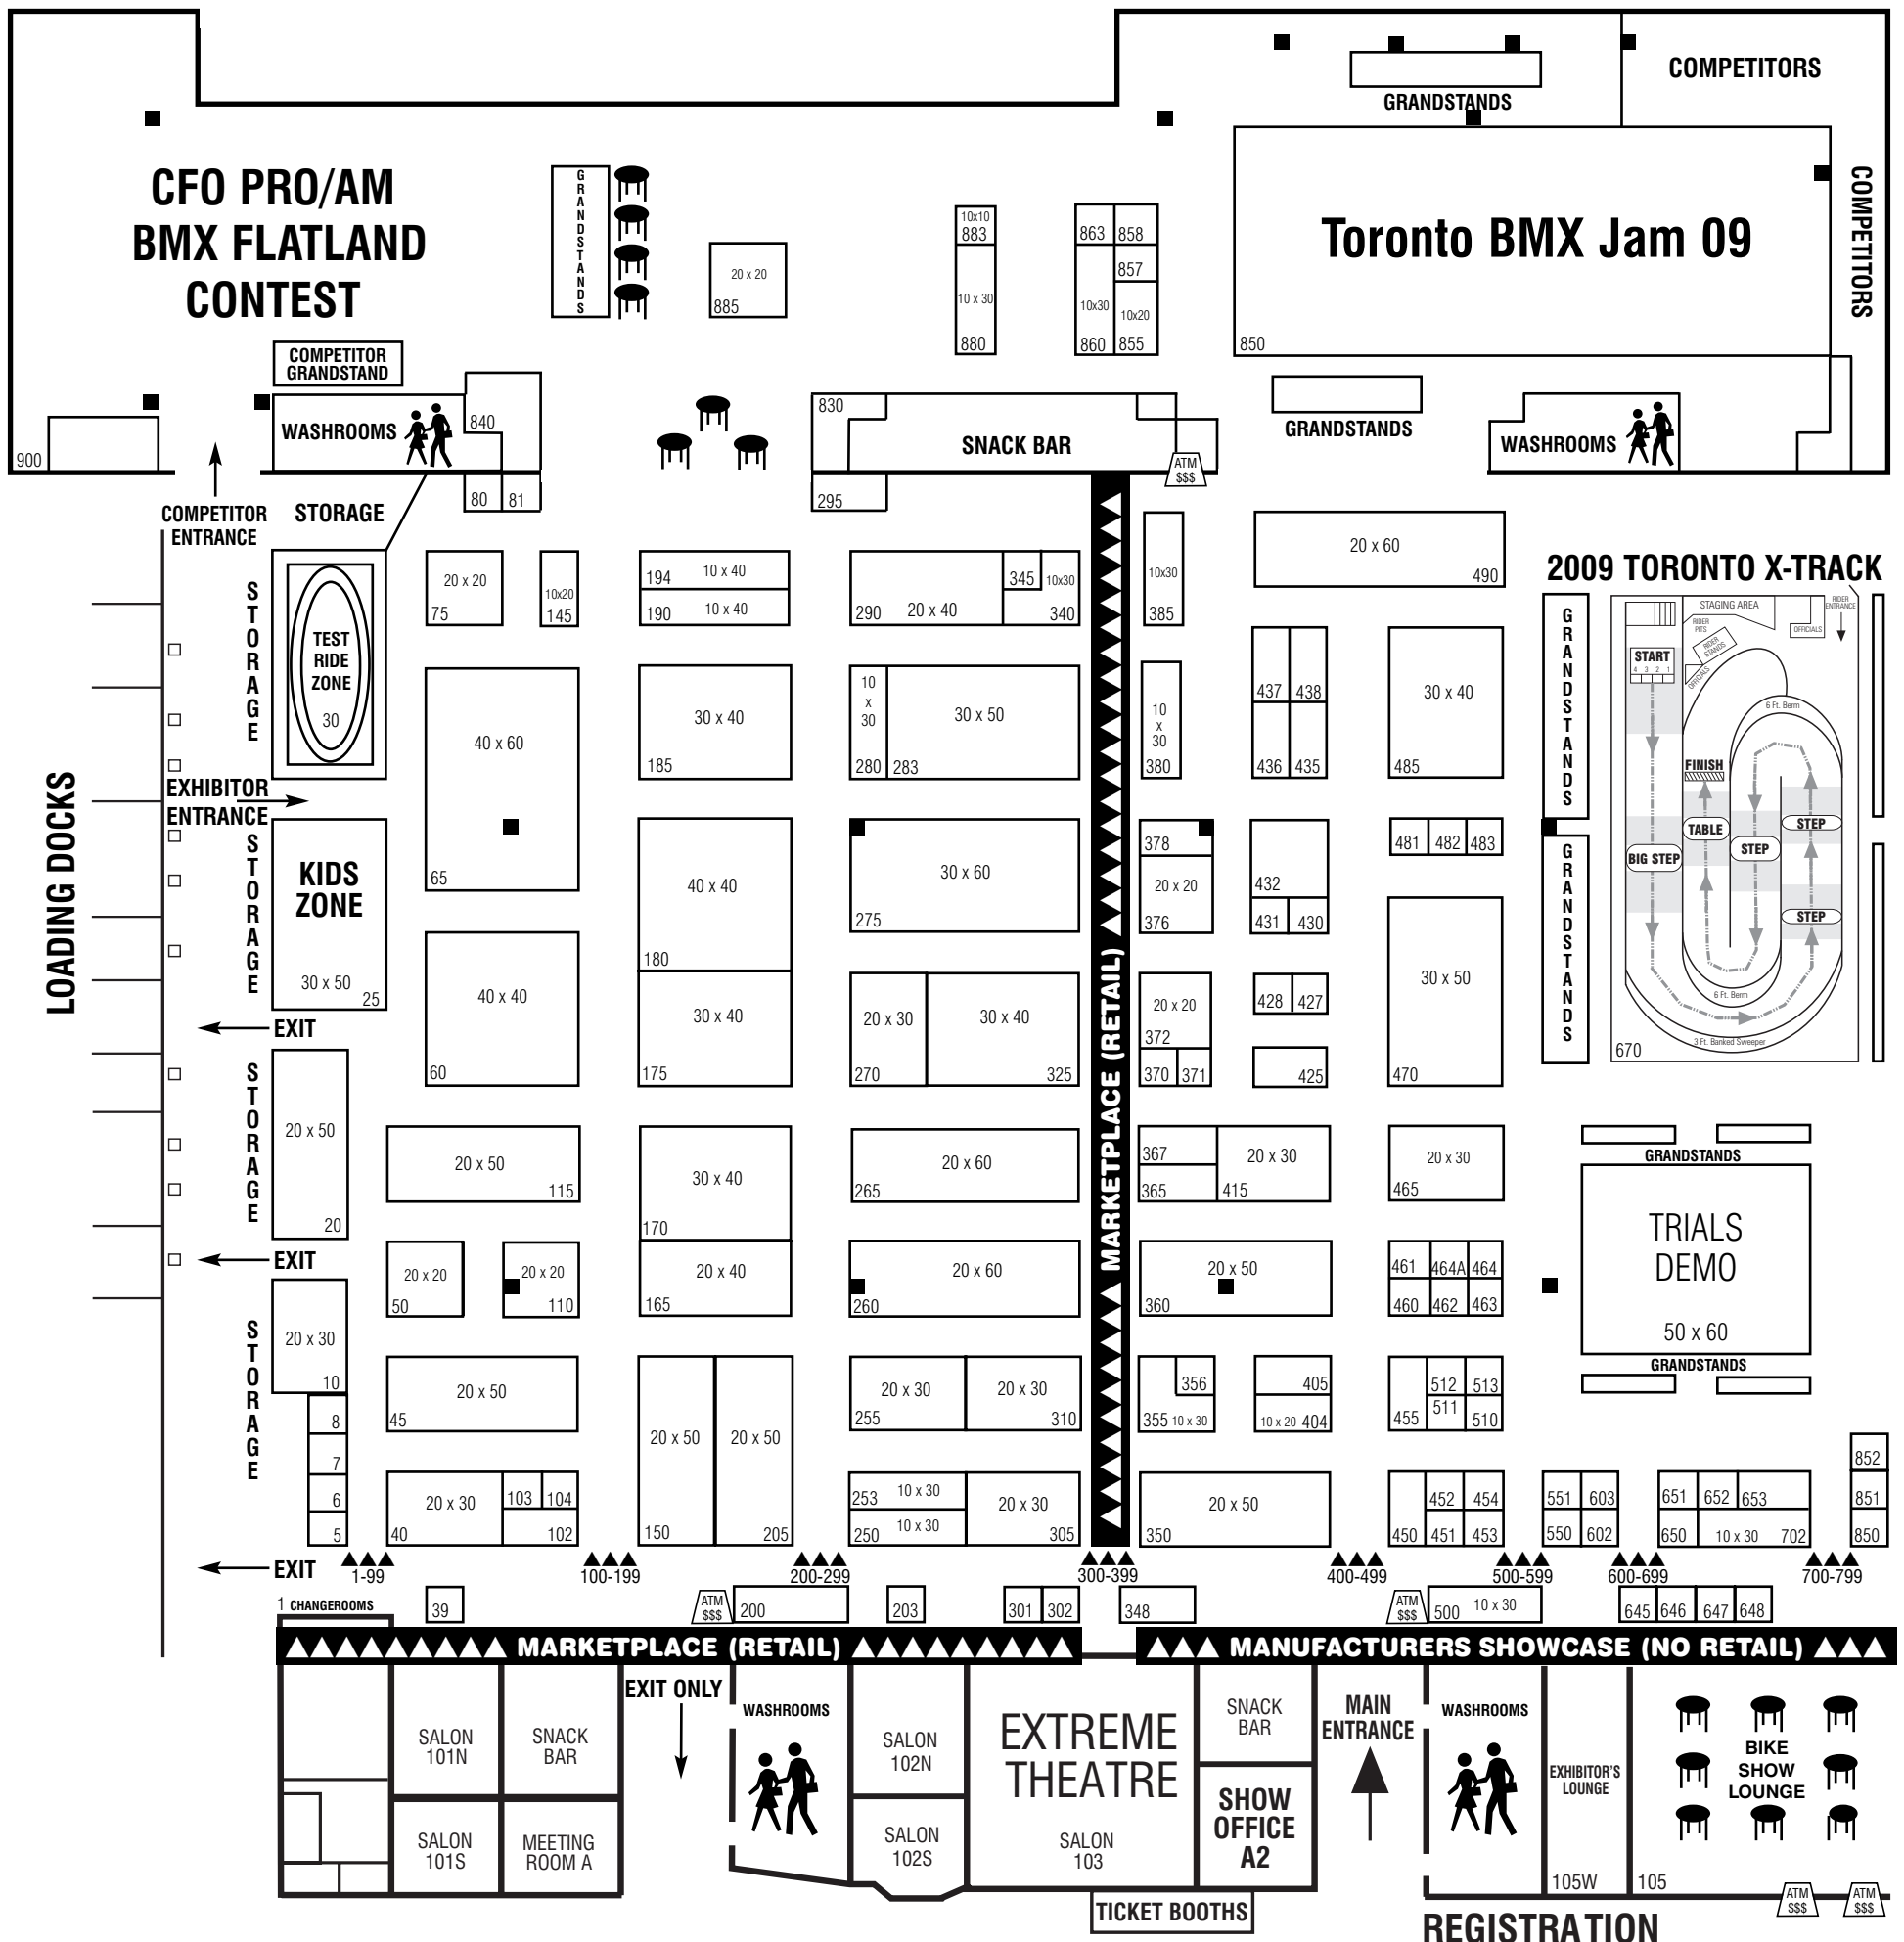 COMPETITORS
GRANDSTANDS
COMPETITORS
CFO PRO/AM
BMX FLATLAND
CONTEST
GRANDSTANDS
20 x 20
885
10x10
883
10 x 30
880
863
858
857
10x30
10x20
860
855
Toronto BMX Jam 09
850
COMPETITOR
GRANDSTAND
WASHROOMS
840
900
830
SNACK BAR
ATM
$$$
GRANDSTANDS
WASHROOMS
COMPETITOR
ENTRANCE
STORAGE
80
81
295
STORAGE
TEST
RIDE
ZONE
30
20 x 20
75
10x20
145
194
10 x 40
190
10 x 40
290
20 x 40
345
10x30
340
10x30
385
20 x 60
490
2009 TORONTO X-TRACK
GRANDSTANDS
STAGING AREA
RIDER
ENTRANCE
RIDER
PITS
RIDER
STANDS
OFFICIALS
OFFICIALS
START
4 3 2 1
6 Ft. Berm
FINISH
TABLE
STEP
BIG STEP
STEP
STEP
6 Ft. Berm
3 Ft. Banked Sweeper
670
GRANDSTANDS
LOADING DOCKS
EXHIBITOR
ENTRANCE
40 x 60
65
30 x 40
185
10
x
30
280
30 x 50
283
10
x
30
380
437
438
436
435
30 x 40
485
STORAGE
KIDS
ZONE
30 x 50
25
EXIT
40 x 40
60
40 x 40
180
30 x 40
175
30 x 60
275
20 x 30
270
30 x 40
325
MARKETPLACE (RETAIL)
378
20 x 20
376
432
431
430
481
482
483
20 x 20
372
370
371
428
427
425
30 x 50
470
STORAGE
20 x 50
20
EXIT
20 x 50
115
30 x 40
170
20 x 60
265
367
365
20 x 30
415
20 x 30
465
GRANDSTANDS
TRIALS
DEMO
50 x 60
GRANDSTANDS
20 x 20
50
20 x 20
110
20 x 40
165
20 x 60
260
20 x 50
360
461
464A
464
460
462
463
STORAGE
20 x 30
10
8
7
6
5
20 x 50
45
20 x 30
40
103
104
102
20 x 50
150
20 x 50
205
20 x 30
255
20 x 30
310
253
10 x 30
250
10 x 30
20 x 30
305
356
355
10 x 30
405
10 x 20
404
455
512
513
511
510
20 x 50
350
450
452
454
451
453
551
603
550
602
651
652
653
650
10 x 30
702
852
851
850
EXIT
1-99
100-199
200-299
300-399
400-499
500-599
600-699
700-799
1 CHANGEROOMS
39
ATM
$$$
200
203
301
302
348
ATM
$$$
500
10 x 30
645
646
647
648
MARKETPLACE (RETAIL)
MANUFACTURERS SHOWCASE (NO RETAIL)
SALON
101N
SNACK
BAR
SALON
101S
MEETING
ROOM A
EXIT ONLY
WASHROOMS
SALON
102N
SALON
102S
EXTREME
THEATRE
SALON
103
SNACK
BAR
SHOW
OFFICE
A2
MAIN
ENTRANCE
WASHROOMS
EXHIBITOR'S
LOUNGE
105W
BIKE
SHOW
LOUNGE
105
ATM
$$$
ATM
$$$
TICKET BOOTHS
REGISTRATION